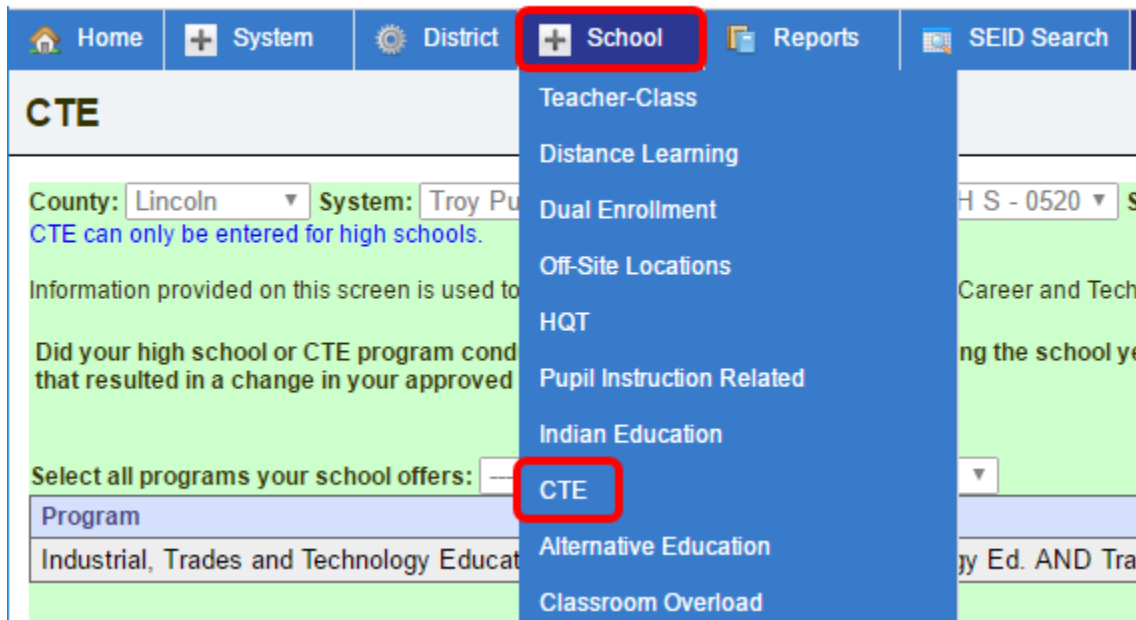 Home System District School Reports SEID Search
CTE
Teacher-Class
Distance Learning
Dual Enrollment
Off-Site Locations
HQT
Pupil Instruction Related
Indian Education
CTE
Alternative Education
Classroom Overload
County: Lincoln System: Troy Pu H S - 0520 S
CTE can only be entered for high schools.
Information provided on this screen is used to Career and Tech
Did your high school or CTE program cond ng the school ye
that resulted in a change in your approved
Select all programs your school offers: ---
Program
Industrial, Trades and Technology Educat gy Ed. AND Tra